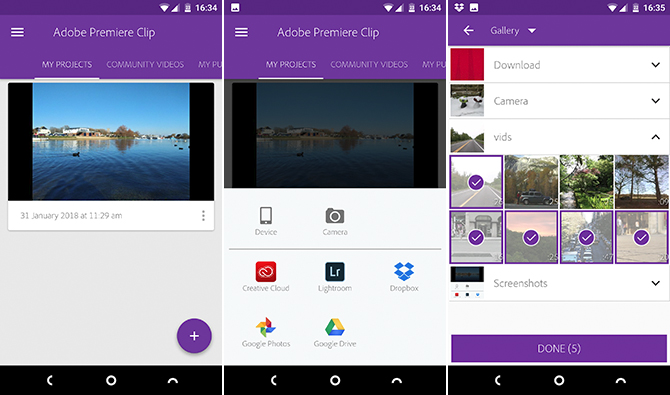 16:34
Adobe Premiere Clip
MY PROJECTS COMMUNITY VIDEOS MY PU
31 January 2018 at 11:29 am
+
16:34
Adobe Premiere Clip
MY PROJECTS COMMUNITY VIDEOS MY PU
Device Camera
Lr
Creative Cloud Lightroom Dropbox
Google Photos Google Drive
16:35
Gallery
Download
Camera
vids
Screenshots
DONE (5)